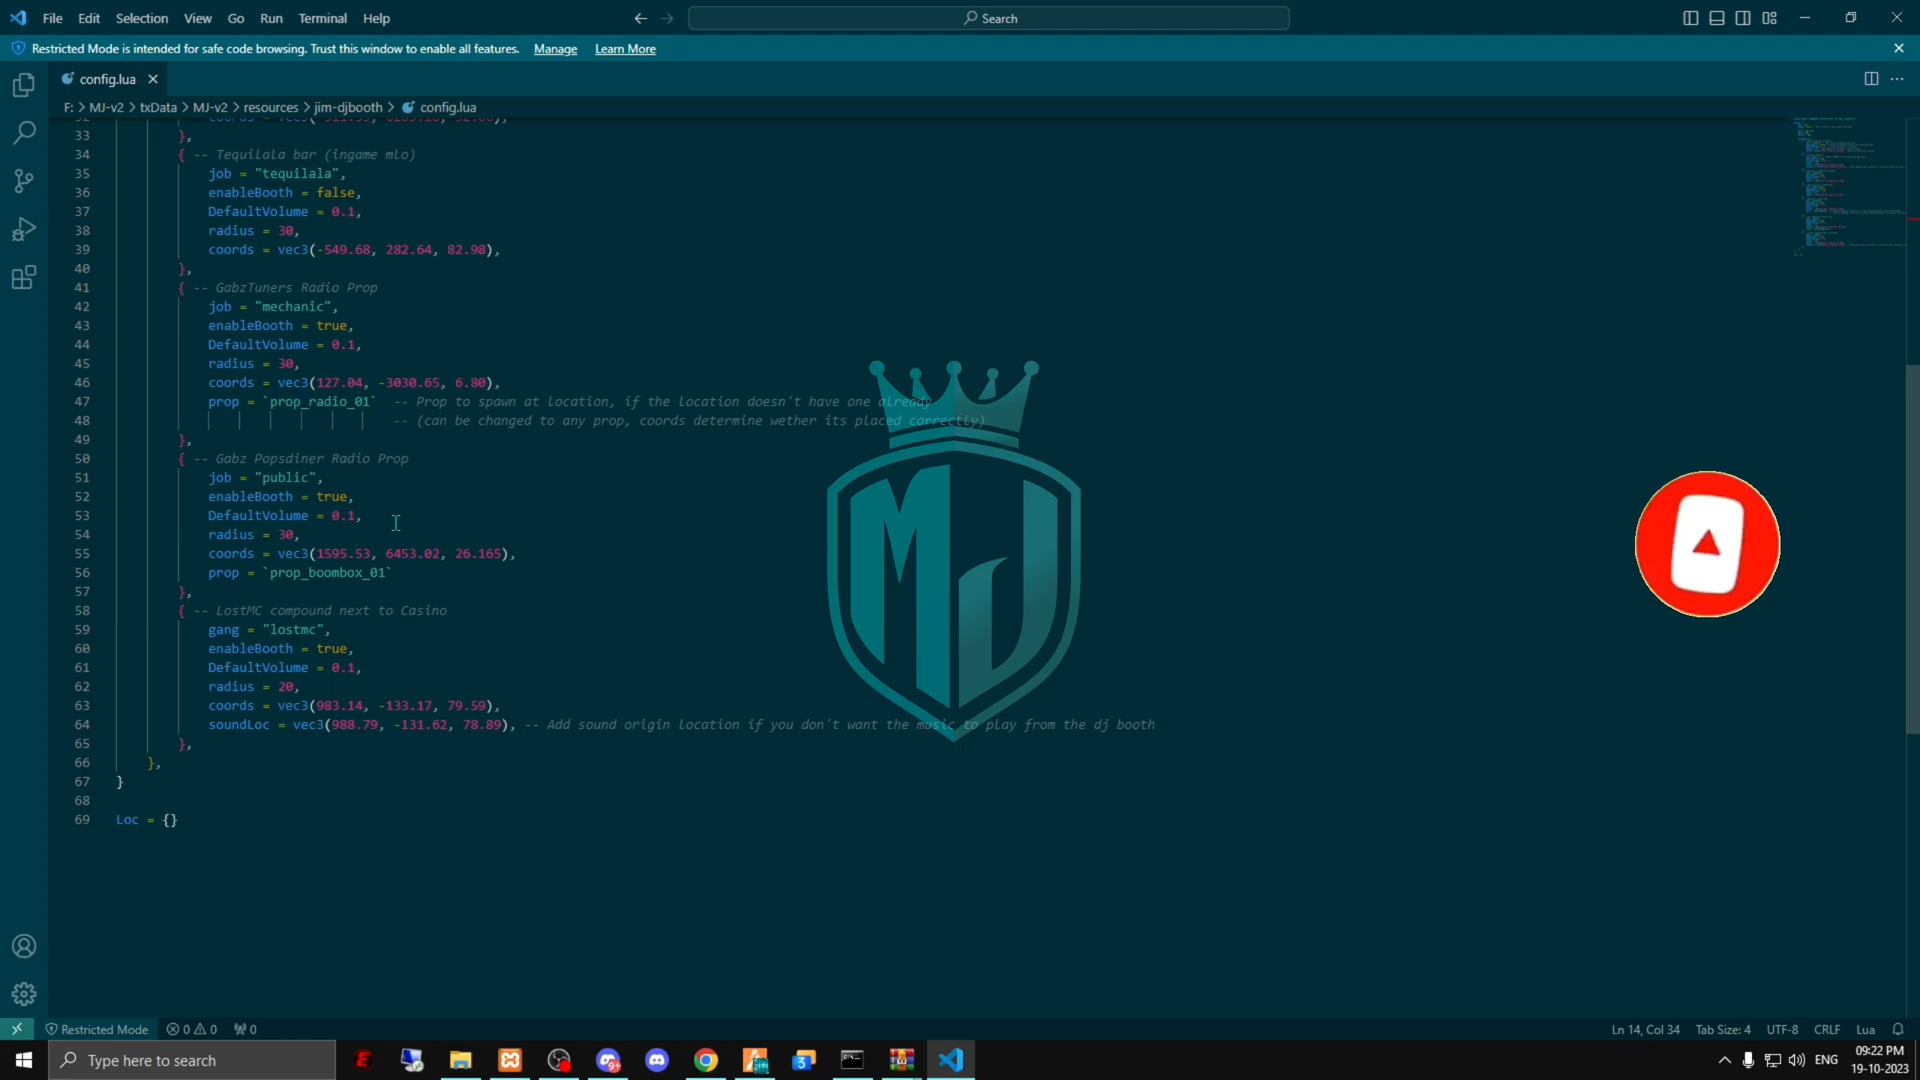 File Edit Selection View Go Run Terminal Help
Search
Restricted Mode is intended for safe code browsing. Trust this window to enable all features. Manage Learn More
config.lua
F: > MJ-v2 > txData > MJ-v2 > resources > jim-djbooth > config.lua
33 },
34 { -- Tequilala bar (ingame mlo)
35 job = "tequilala",
36 enableBooth = false,
37 DefaultVolume = 0.1,
38 radius = 30,
39 coords = vec3(-549.68, 282.64, 82.98),
40 },
41 { -- GabzTuners Radio Prop
42 job = "mechanic",
43 enableBooth = true,
44 DefaultVolume = 0.1,
45 radius = 30,
46 coords = vec3(127.04, -3030.65, 6.80),
47 prop = `prop_radio_01` -- Prop to spawn at location, if the location doesn't have one already
48 -- (can be changed to any prop, coords determine wether its placed correctly)
49 },
50 { -- Gabz Popsdiner Radio Prop
51 job = "public",
52 enableBooth = true,
53 DefaultVolume = 0.1,
54 radius = 30,
55 coords = vec3(1595.53, 6453.02, 26.165),
56 prop = `prop_boombox_01`
57 },
58 { -- LostMC compound next to Casino
59 gang = "lostmc",
60 enableBooth = true,
61 DefaultVolume = 0.1,
62 radius = 20,
63 coords = vec3(983.14, -133.17, 79.59),
64 soundLoc = vec3(988.79, -131.62, 78.89), -- Add sound origin location if you don't want the music to play from the dj booth
65 },
66 },
67 }
68
69 Loc = {}
MJ
Restricted Mode 0 0 0 Ln 14, Col 34 Tab Size: 4 UTF-8 CRLF Lua
Type here to search
9+
3
ENG
09:22 PM
19-10-2023